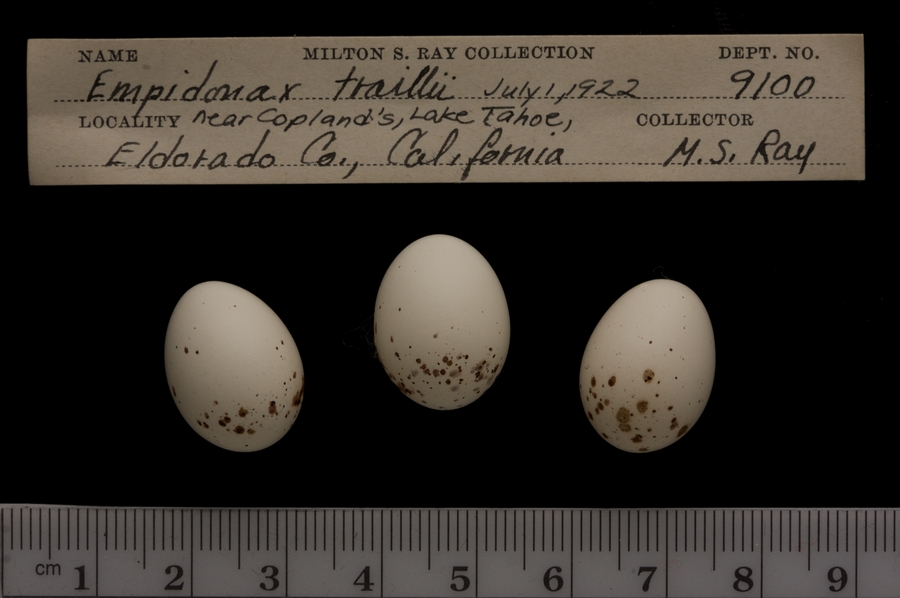 NAME MILTON S. RAY COLLECTION DEPT. NO.
Empidonax traillii July 1, 1922 9100
LOCALITY near Copland's, Lake Tahoe, COLLECTOR
Eldorado Co., California M. S. Ray
cm 1 2 3 4 5 6 7 8 9